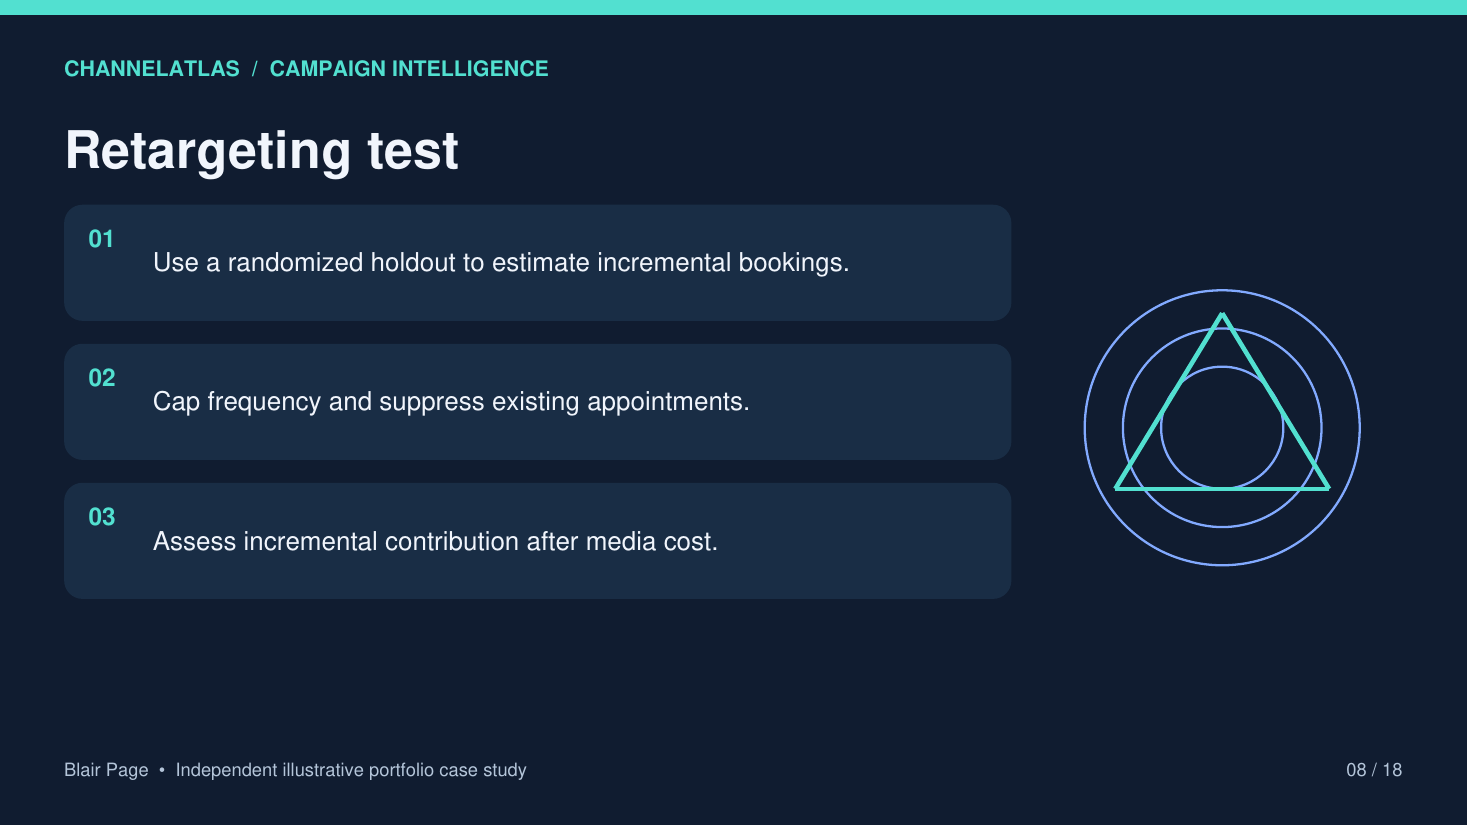 CHANNELATLAS / CAMPAIGN INTELLIGENCE
Retargeting test
01
Use a randomized holdout to estimate incremental bookings.
02
Cap frequency and suppress existing appointments.
03
Assess incremental contribution after media cost.
Blair Page • Independent illustrative portfolio case study
08 / 18